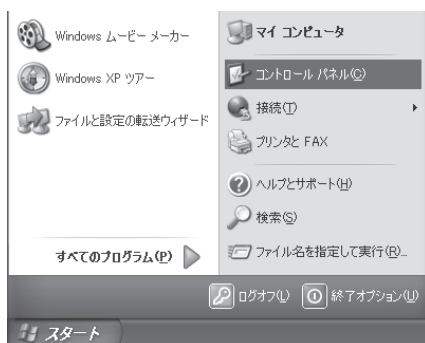 Windows ムービー メーカー
Windows XP ツアー
ファイルと設定の転送ウィザード
すべてのプログラム(P)
マイ コンピュータ
コントロール パネル(C)
接続(T)
プリンタと FAX
ヘルプとサポート(H)
検索(S)
ファイル名を指定して実行(R)...
ログオフ(L)
終了オプション(U)
スタート